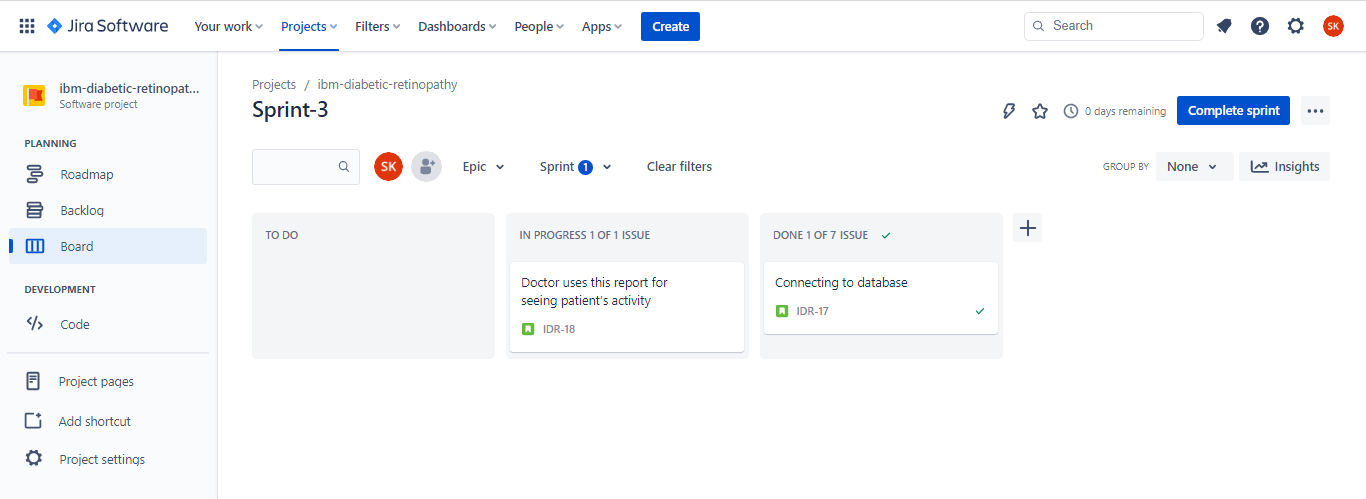 Jira Software
Your work
Projects
Filters
Dashboards
People
Apps
Create
Search
SK
ibm-diabetic-retinopat...
Software project
PLANNING
Roadmap
Backlog
Board
DEVELOPMENT
Code
Project pages
Add shortcut
Project settings
Projects / ibm-diabetic-retinopathy
Sprint-3
0 days remaining
Complete sprint
SK
Epic
Sprint 1
Clear filters
GROUP BY
None
Insights
TO DO
IN PROGRESS 1 OF 1 ISSUE
Doctor uses this report for
seeing patient's activity
IDR-18
DONE 1 OF 7 ISSUE
Connecting to database
IDR-17